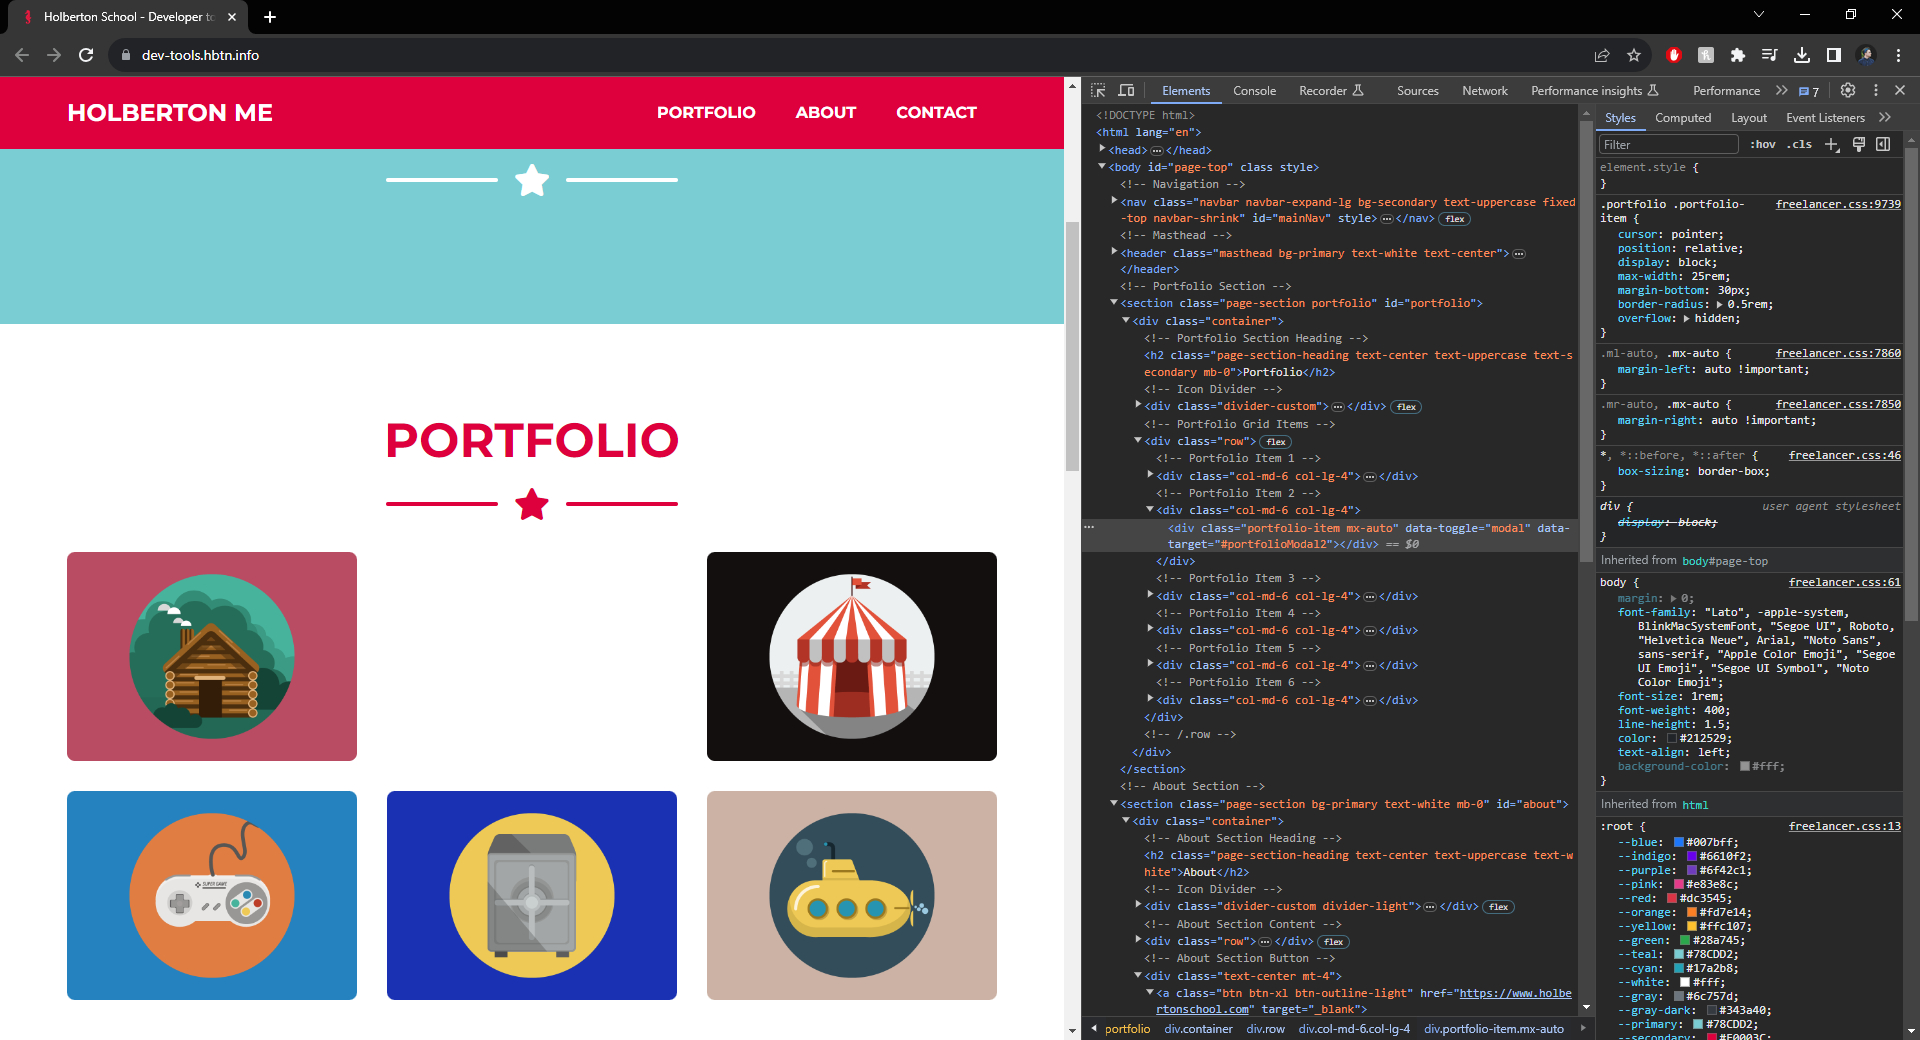 Holberton School - Developer to
dev-tools.hbtn.info
HOLBERTON ME
PORTFOLIO
ABOUT
CONTACT
PORTFOLIO
SUPER GAME
Elements
Console
Recorder
Sources
Network
Performance insights
Performance
7
<!DOCTYPE html>
<html lang="en">
<head>…</head>
<body id="page-top" class style>
<!-- Navigation -->
<nav class="navbar navbar-expand-lg bg-secondary text-uppercase fixed
-top navbar-shrink" id="mainNav" style>…</nav> flex
<!-- Masthead -->
<header class="masthead bg-primary text-white text-center">…
</header>
<!-- Portfolio Section -->
<section class="page-section portfolio" id="portfolio">
<div class="container">
<!-- Portfolio Section Heading -->
<h2 class="page-section-heading text-center text-uppercase text-s
econdary mb-0">Portfolio</h2>
<!-- Icon Divider -->
<div class="divider-custom">…</div> flex
<!-- Portfolio Grid Items -->
<div class="row"> flex
<!-- Portfolio Item 1 -->
<div class="col-md-6 col-lg-4">…</div>
<!-- Portfolio Item 2 -->
<div class="col-md-6 col-lg-4">
… <div class="portfolio-item mx-auto" data-toggle="modal" data-
target="#portfolioModal2"></div> == $0
</div>
<!-- Portfolio Item 3 -->
<div class="col-md-6 col-lg-4">…</div>
<!-- Portfolio Item 4 -->
<div class="col-md-6 col-lg-4">…</div>
<!-- Portfolio Item 5 -->
<div class="col-md-6 col-lg-4">…</div>
<!-- Portfolio Item 6 -->
<div class="col-md-6 col-lg-4">…</div>
</div>
<!-- /.row -->
</div>
</section>
<!-- About Section -->
<section class="page-section bg-primary text-white mb-0" id="about">
<div class="container">
<!-- About Section Heading -->
<h2 class="page-section-heading text-center text-uppercase text-w
hite">About</h2>
<!-- Icon Divider -->
<div class="divider-custom divider-light">…</div> flex
<!-- About Section Content -->
<div class="row">…</div> flex
<!-- About Section Button -->
<div class="text-center mt-4">
<a class="btn btn-xl btn-outline-light" href="https://www.holbe
rtonschool.com" target="_blank">
portfolio div.container div.row div.col-md-6.col-lg-4 div.portfolio-item.mx-auto
Styles
Computed
Layout
Event Listeners
Filter
:hov
.cls
element.style {
}
.portfolio .portfolio- freelancer.css:9739
item {
cursor: pointer;
position: relative;
display: block;
max-width: 25rem;
margin-bottom: 30px;
border-radius: 0.5rem;
overflow: hidden;
}
.ml-auto, .mx-auto { freelancer.css:7860
margin-left: auto !important;
}
.mr-auto, .mx-auto { freelancer.css:7850
margin-right: auto !important;
}
*, *::before, *::after { freelancer.css:46
box-sizing: border-box;
}
div { user agent stylesheet
display: block;
}
Inherited from body#page-top
body { freelancer.css:61
margin: 0;
font-family: "Lato", -apple-system,
BlinkMacSystemFont, "Segoe UI", Roboto,
"Helvetica Neue", Arial, "Noto Sans",
sans-serif, "Apple Color Emoji", "Segoe
UI Emoji", "Segoe UI Symbol", "Noto
Color Emoji";
font-size: 1rem;
font-weight: 400;
line-height: 1.5;
color: #212529;
text-align: left;
background-color: #fff;
}
Inherited from html
:root { freelancer.css:13
--blue: #007bff;
--indigo: #6610f2;
--purple: #6f42c1;
--pink: #e83e8c;
--red: #dc3545;
--orange: #fd7e14;
--yellow: #ffc107;
--green: #28a745;
--teal: #78CDD2;
--cyan: #17a2b8;
--white: #fff;
--gray: #6c757d;
--gray-dark: #343a40;
--primary: #78CDD2;
--secondary: #E0003C;